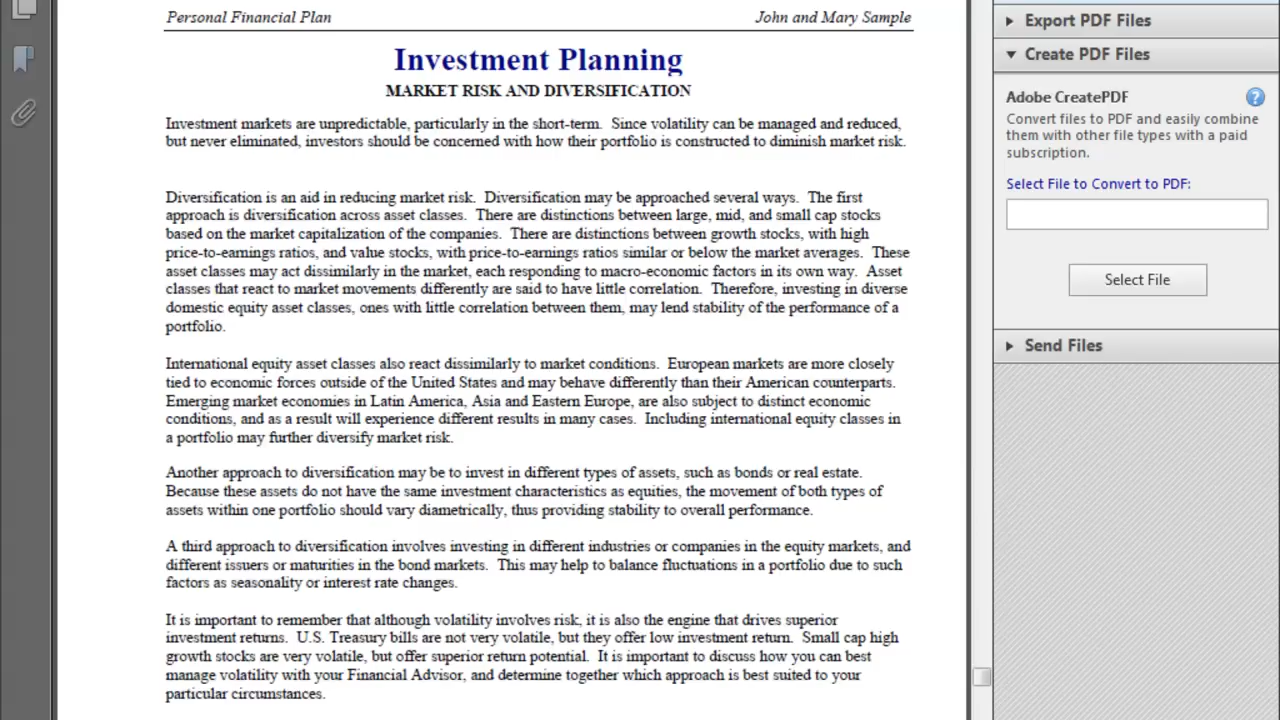 Personal Financial Plan
John and Mary Sample
Investment Planning
MARKET RISK AND DIVERSIFICATION
Investment markets are unpredictable, particularly in the short-term.  Since volatility can be managed and reduced,
but never eliminated, investors should be concerned with how their portfolio is constructed to diminish market risk.
Diversification is an aid in reducing market risk.  Diversification may be approached several ways.  The first
approach is diversification across asset classes.  There are distinctions between large, mid, and small cap stocks
based on the market capitalization of the companies.  There are distinctions between growth stocks, with high
price-to-earnings ratios, and value stocks, with price-to-earnings ratios similar or below the market averages.  These
asset classes may act dissimilarly in the market, each responding to macro-economic factors in its own way.  Asset
classes that react to market movements differently are said to have little correlation.  Therefore, investing in diverse
domestic equity asset classes, ones with little correlation between them, may lend stability of the performance of a
portfolio.
International equity asset classes also react dissimilarly to market conditions.  European markets are more closely
tied to economic forces outside of the United States and may behave differently than their American counterparts.
Emerging market economies in Latin America, Asia and Eastern Europe, are also subject to distinct economic
conditions, and as a result will experience different results in many cases.  Including international equity classes in
a portfolio may further diversify market risk.
Another approach to diversification may be to invest in different types of assets, such as bonds or real estate.
Because these assets do not have the same investment characteristics as equities, the movement of both types of
assets within one portfolio should vary diametrically, thus providing stability to overall performance.
A third approach to diversification involves investing in different industries or companies in the equity markets, and
different issuers or maturities in the bond markets.  This may help to balance fluctuations in a portfolio due to such
factors as seasonality or interest rate changes.
It is important to remember that although volatility involves risk, it is also the engine that drives superior
investment returns.  U.S. Treasury bills are not very volatile, but they offer low investment return.  Small cap high
growth stocks are very volatile, but offer superior return potential.  It is important to discuss how you can best
manage volatility with your Financial Advisor, and determine together which approach is best suited to your
particular circumstances.
Export PDF Files
Create PDF Files
Adobe CreatePDF
?
Convert files to PDF and easily combine
them with other file types with a paid
subscription.
Select File to Convert to PDF:
Select File
Send Files